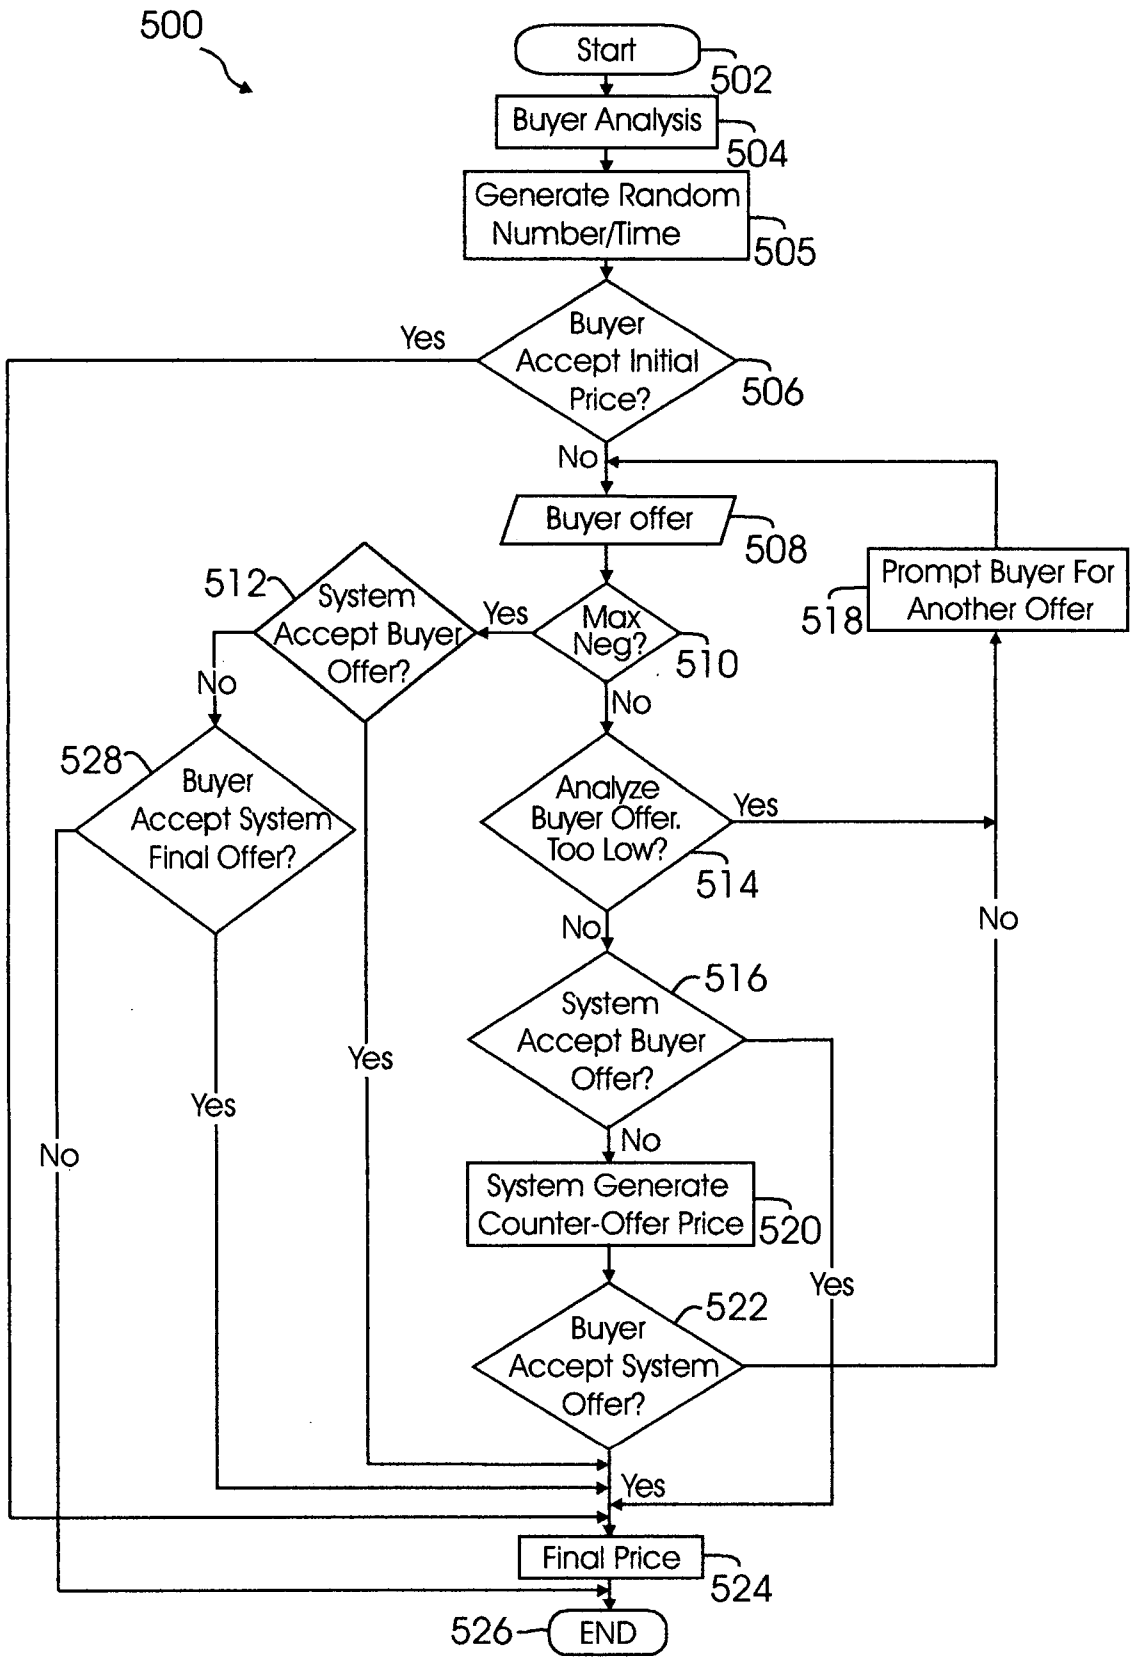 500
Start
502
Buyer Analysis
504
Generate Random
Number/Time
505
Buyer
Accept Initial
Price?
506
Yes
No
Buyer offer
508
Max
Neg?
510
Yes
No
512
System
Accept Buyer
Offer?
No
Yes
Prompt Buyer For
Another Offer
518
528
Buyer
Accept System
Final Offer?
Yes
No
Analyze
Buyer Offer.
Too Low?
514
Yes
No
No
516
System
Accept Buyer
Offer?
No
Yes
System Generate
Counter-Offer Price
520
522
Buyer
Accept System
Offer?
Yes
Final Price
524
526
END